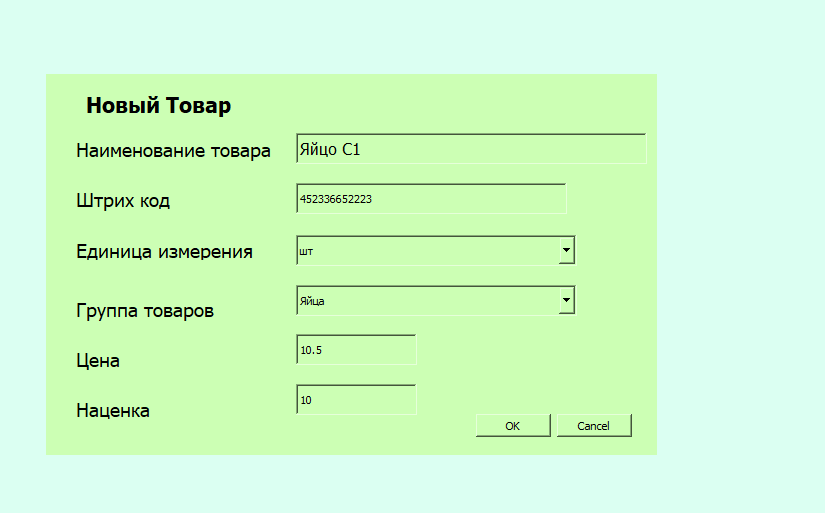 Новый Товар
Наименование товара Яйцо С1
Штрих код 452336652223
Единица измерения шт
Группа товаров Яйца
Цена 10.5
Наценка 10
OK Cancel